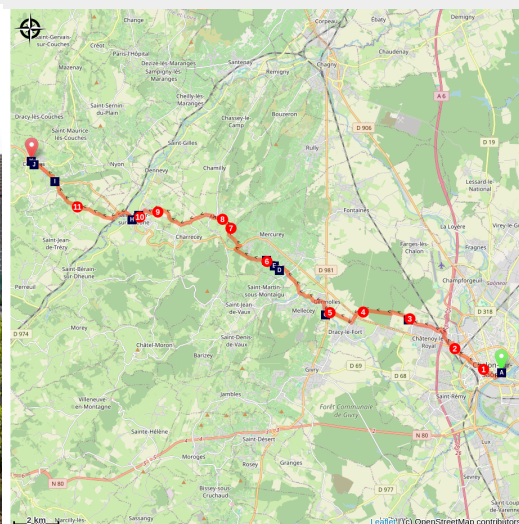 Change
Corpeau
Ébaty
Demigny
Saint-Gervais-
sur-Couches
Créot
Paris-l'Hôpital
Chaudenay
Dezize-lès-Maranges
Santenay
Chagny
Mazenay
Sampigny-lès-
Maranges
Remigny
A 6
Cheilly-lès-
Maranges
Saint-Sernin-
du-Plain
Bouzeron
Dracy-lès-Couches
Chassey-le-
Camp
D 906
Saint-Maurice
lès-Couches
Saint-Gilles
Rully
D 19
J
Nyon
Dennevy
Chamilly
Lessard-le-
National
I
11
H
10
9
8
Fontaines
La Loyère
Virey-le-G
Saint-Jean-
de-Trézy
Charrecey
7
Mercurey
Farges-lès-
Chalon
Fragnes
Saint-Bérain-
sur-Dheune
6
D
D 981
Champforgeuil
Perreuil
Saint-Martin-
sous Montaigu
D 318
Saint-Jean
de-Vaux
Mellecey
5
4
3
D 974
Morey
Dracy-le-Fort
Châtenoy-le-
Royal
Saint-Denis
de-Vaux
2
Châtel-Moron
Barizey
D 69
1
A
Givry
D 68
Villeneuve
en-Montagne
Jambles
Saint-Rémy
Forêt Communale
de Givry
Sainte-Hélène
Saint-Désert
N 80
Lux
Moroges
Granges
Rosey
N 80
Sevrey
Bissey-sous-
Cruchaud
D 977
2 km
Sassangy
Leaflet | (c) OpenStreetMap contributors